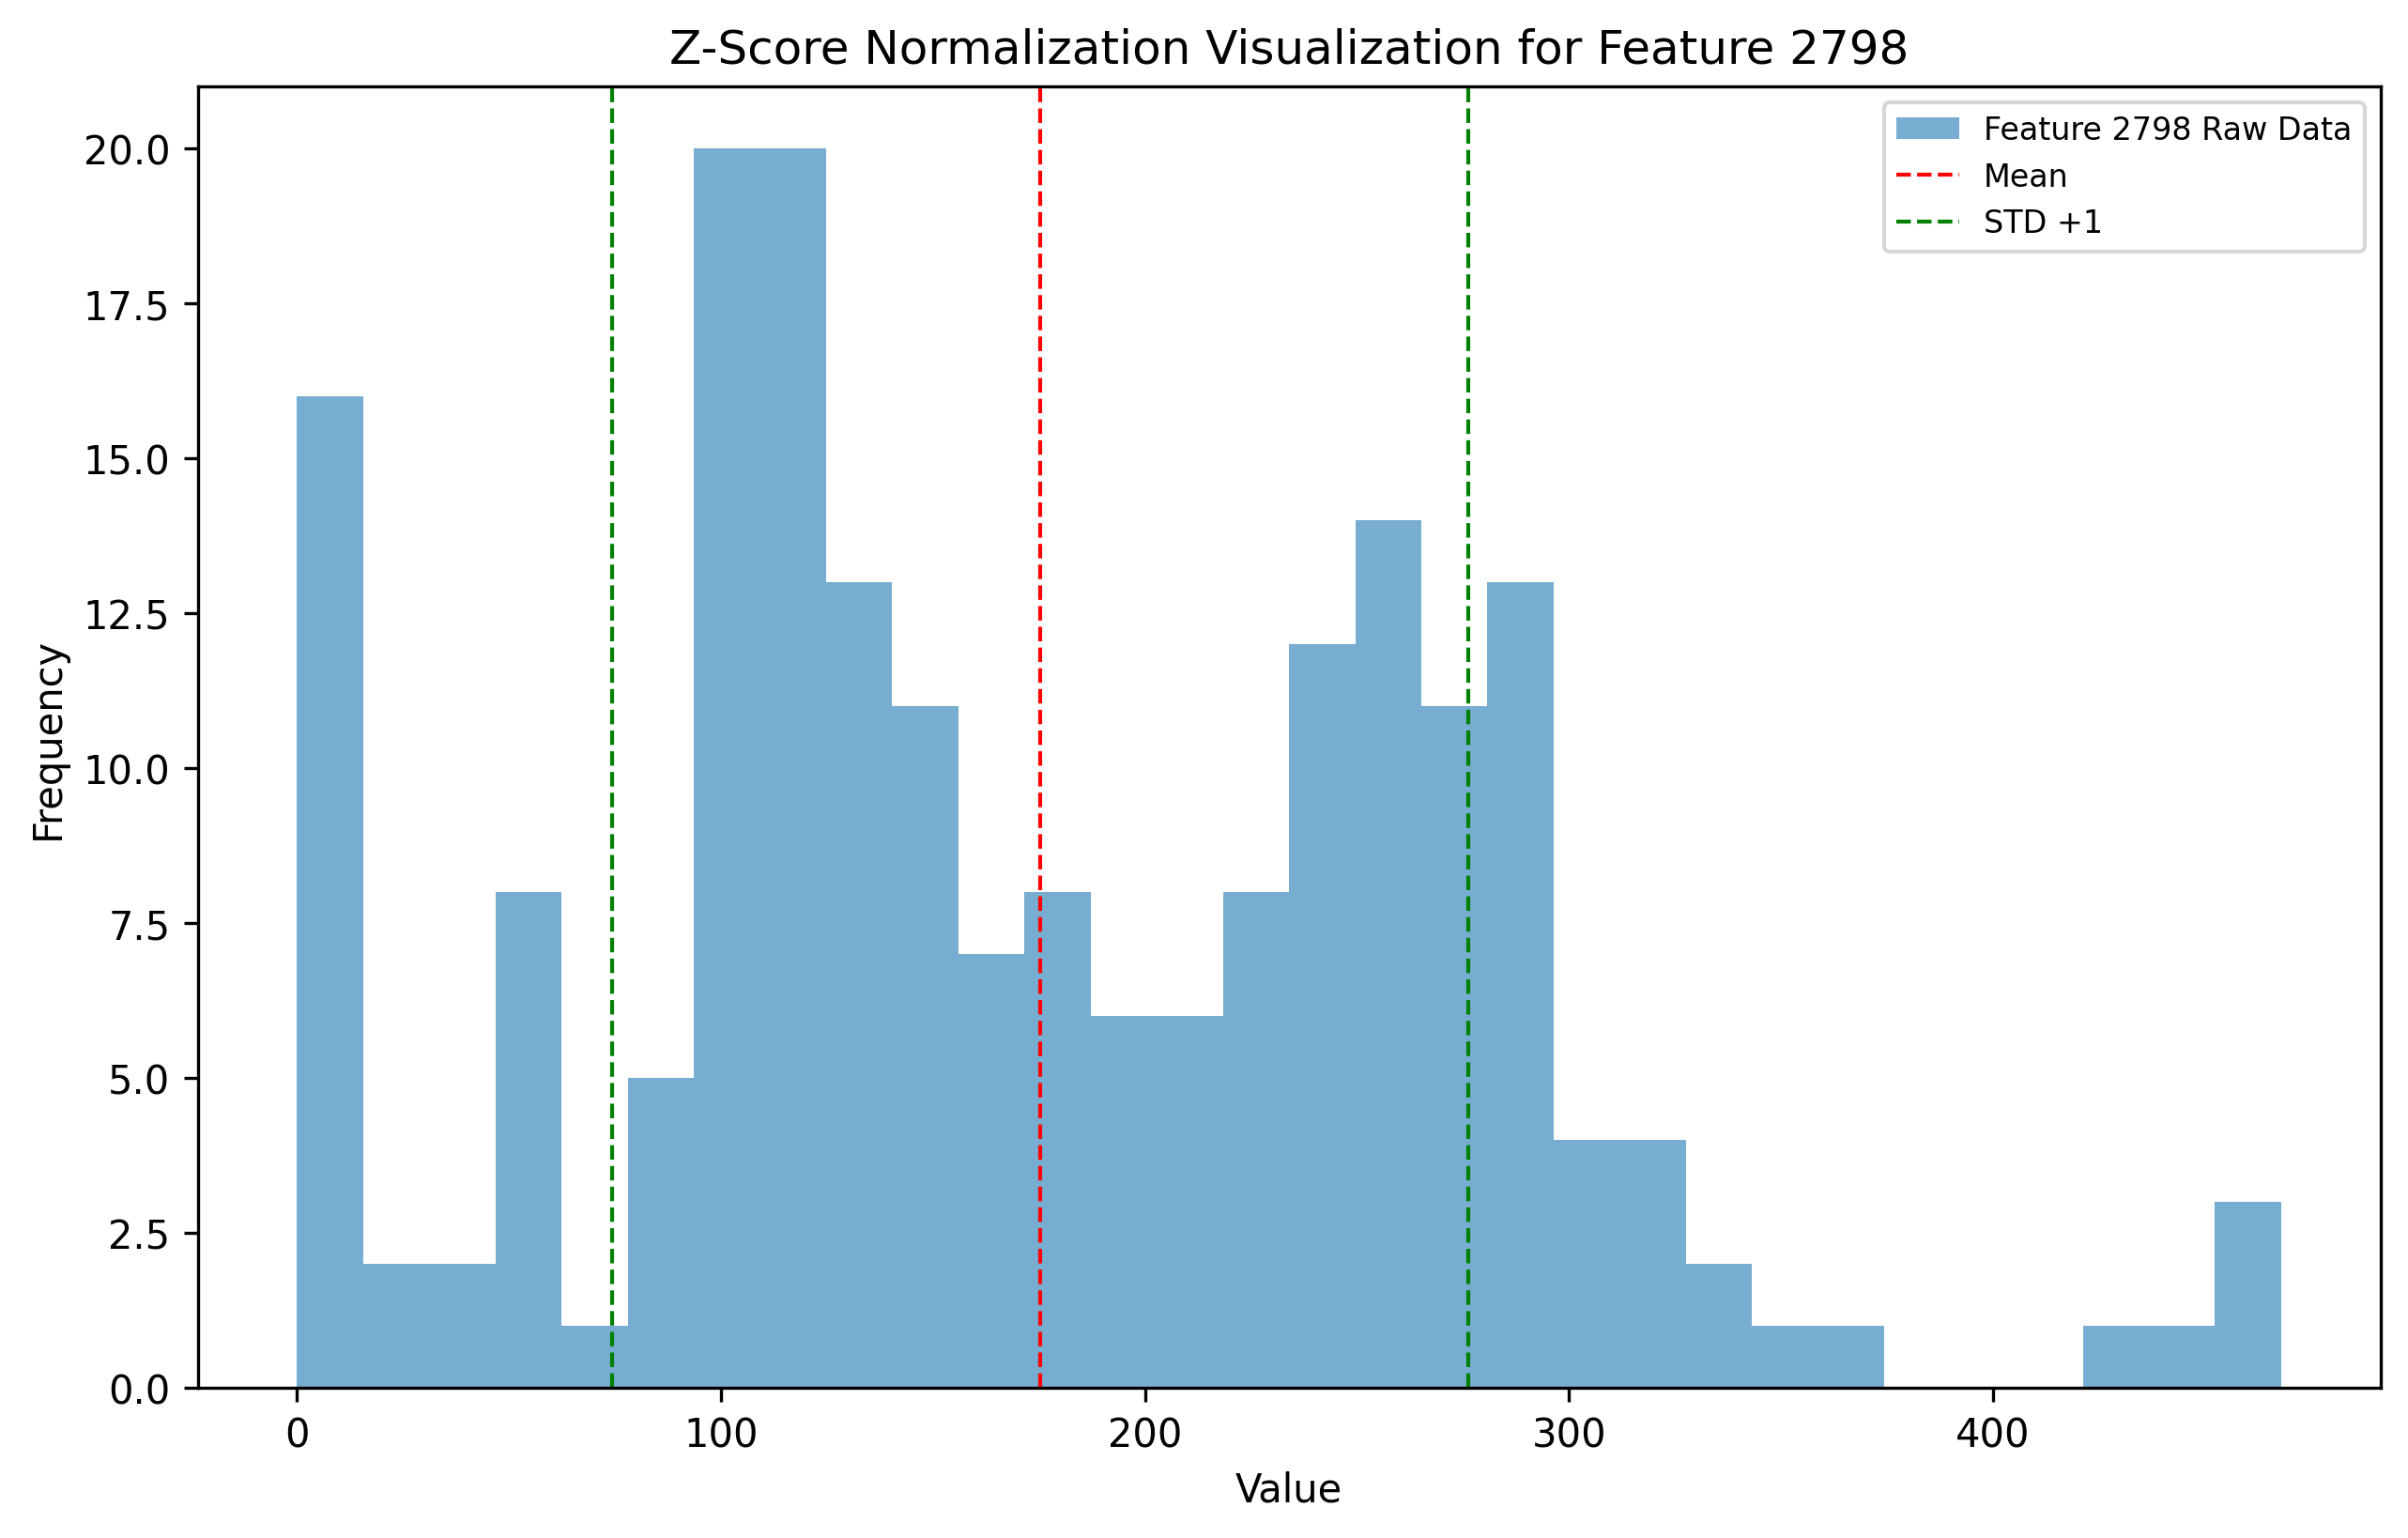 Z-Score Normalization Visualization for Feature 2798
Feature 2798 Raw Data
Mean
STD +1
20.0
17.5
15.0
12.5
10.0
7.5
5.0
2.5
0.0
Frequency
0 100 200 300 400
Value